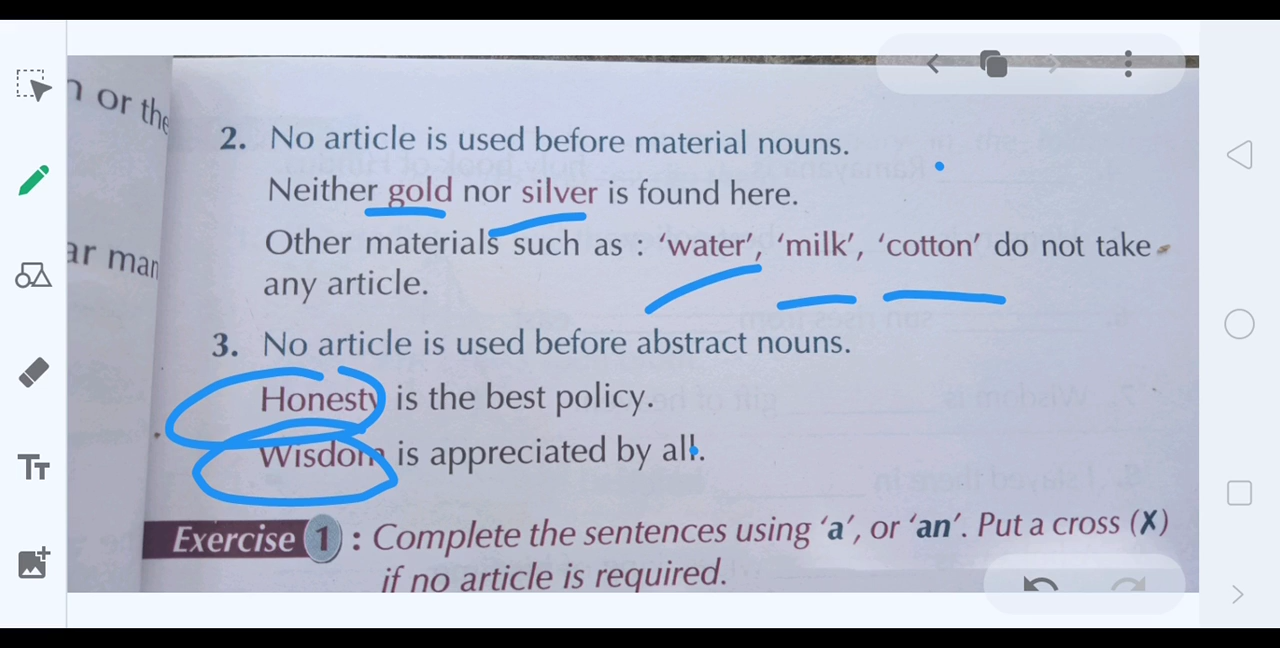 n or the
ar man
2. No article is used before material nouns.
Neither gold nor silver is found here.
Other materials such as : ‘water’, ‘milk’, ‘cotton’ do not take
any article.
3. No article is used before abstract nouns.
Honesty is the best policy.
Wisdom is appreciated by all.
Exercise 1 : Complete the sentences using ‘a’, or ‘an’. Put a cross (X)
if no article is required.
TT